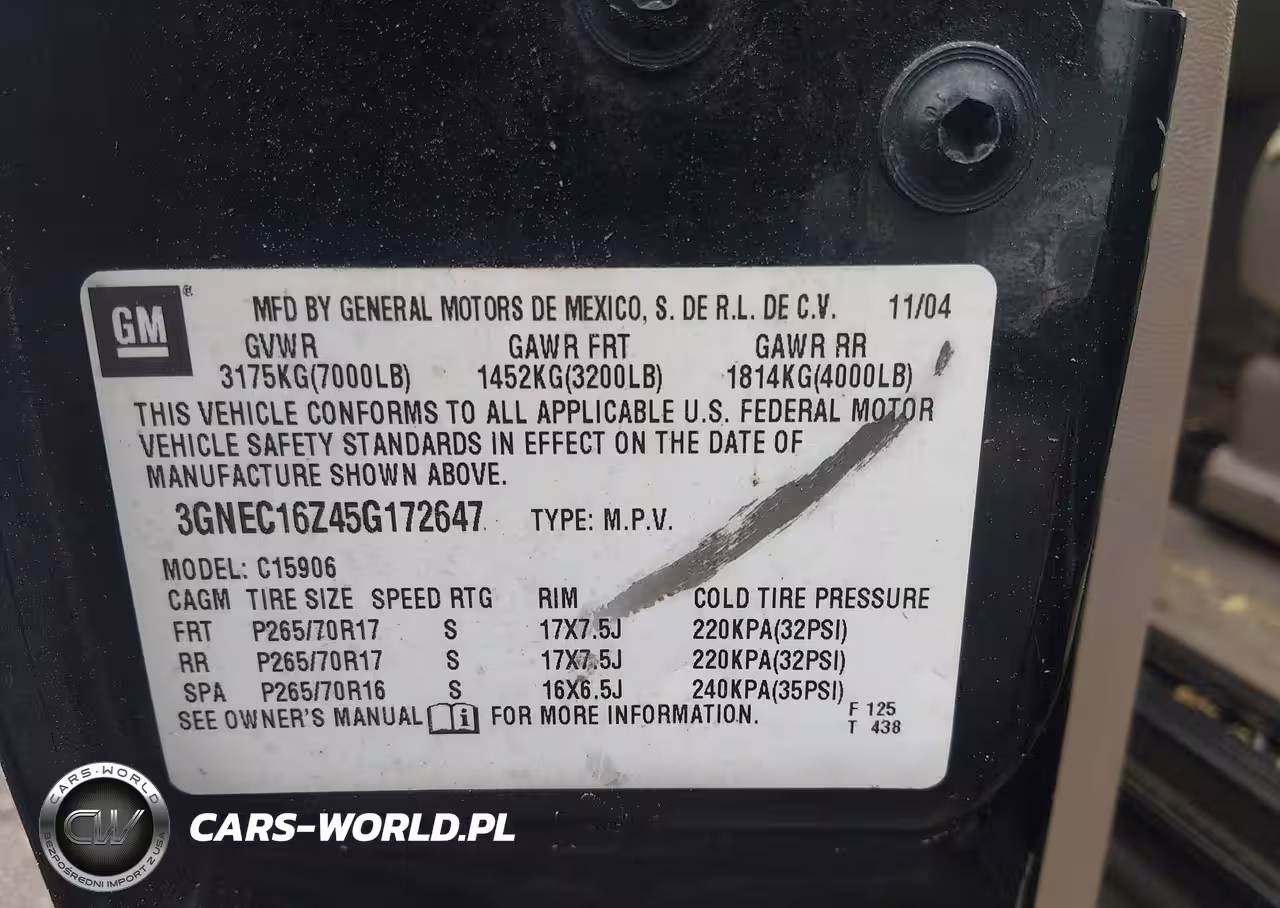 GM ®
MFD BY GENERAL MOTORS DE MEXICO, S. DE R.L. DE C.V. 11/04
GVWR GAWR FRT GAWR RR
3175KG(7000LB) 1452KG(3200LB) 1814KG(4000LB)
THIS VEHICLE CONFORMS TO ALL APPLICABLE U.S. FEDERAL MOTOR
VEHICLE SAFETY STANDARDS IN EFFECT ON THE DATE OF
MANUFACTURE SHOWN ABOVE.
3GNEC16Z45G172647 TYPE: M.P.V.
MODEL: C15906
CAGM TIRE SIZE SPEED RTG RIM COLD TIRE PRESSURE
FRT P265/70R17 S 17X7.5J 220KPA(32PSI)
RR P265/70R17 S 17X7.5J 220KPA(32PSI)
SPA P265/70R16 S 16X6.5J 240KPA(35PSI)
SEE OWNER'S MANUAL i FOR MORE INFORMATION. F 125
T 438
CARS-WORLD
CW
BEZPOŚREDNI IMPORT Z USA
CARS-WORLD.PL